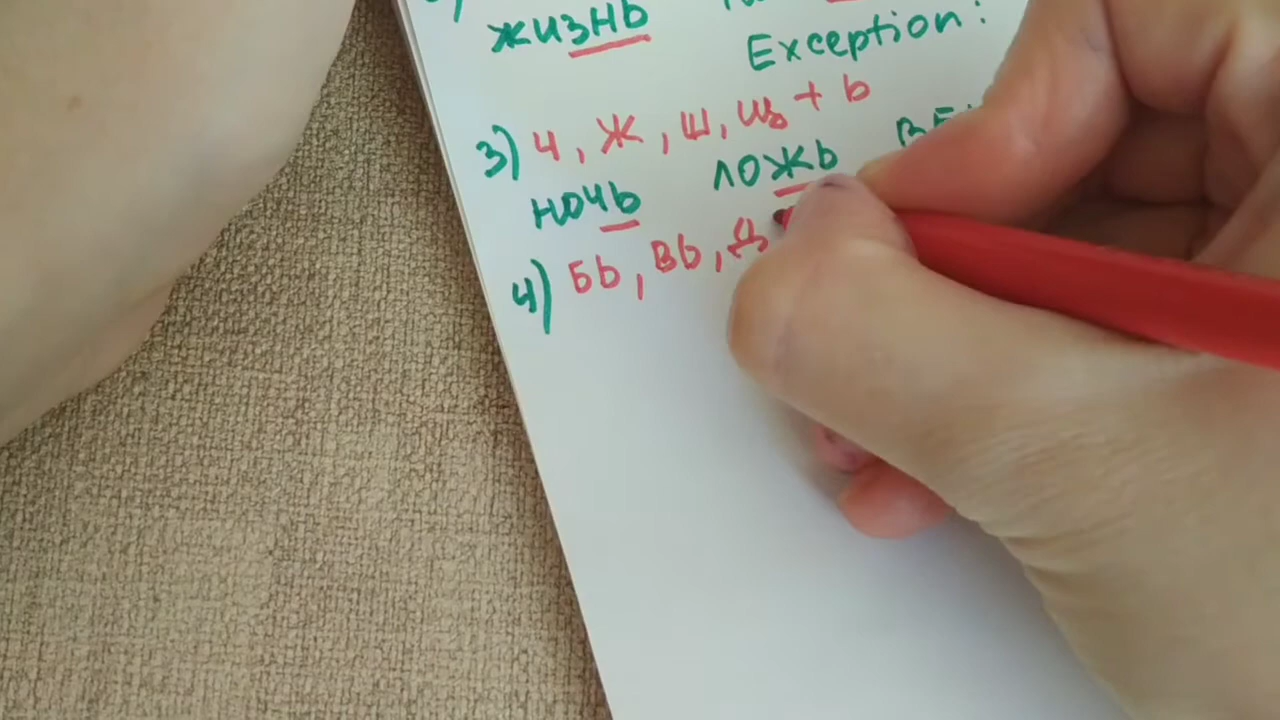 жизнь
Exception:
3) ч, ж, ш, щ + ь
ночь ложь
4) Бь, Вь, Д